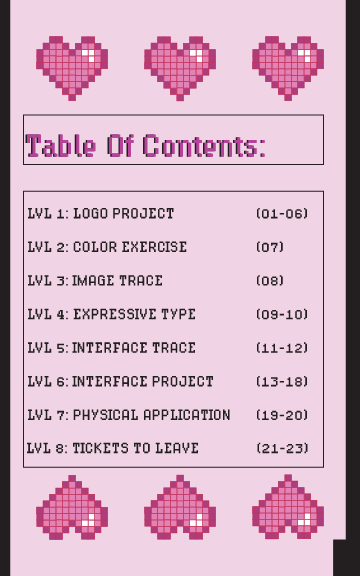 Table Of Contents:
LVL 1: LOGO PROJECT (01-06)
LVL 2: COLOR EXERCISE (07)
LVL 3: IMAGE TRACE (08)
LVL 4: EXPRESSIVE TYPE (09-10)
LVL 5: INTERFACE TRACE (11-12)
LVL 6: INTERFACE PROJECT (13-18)
LVL 7: PHYSICAL APPLICATION (19-20)
LVL 8: TICKETS TO LEAVE (21-23)